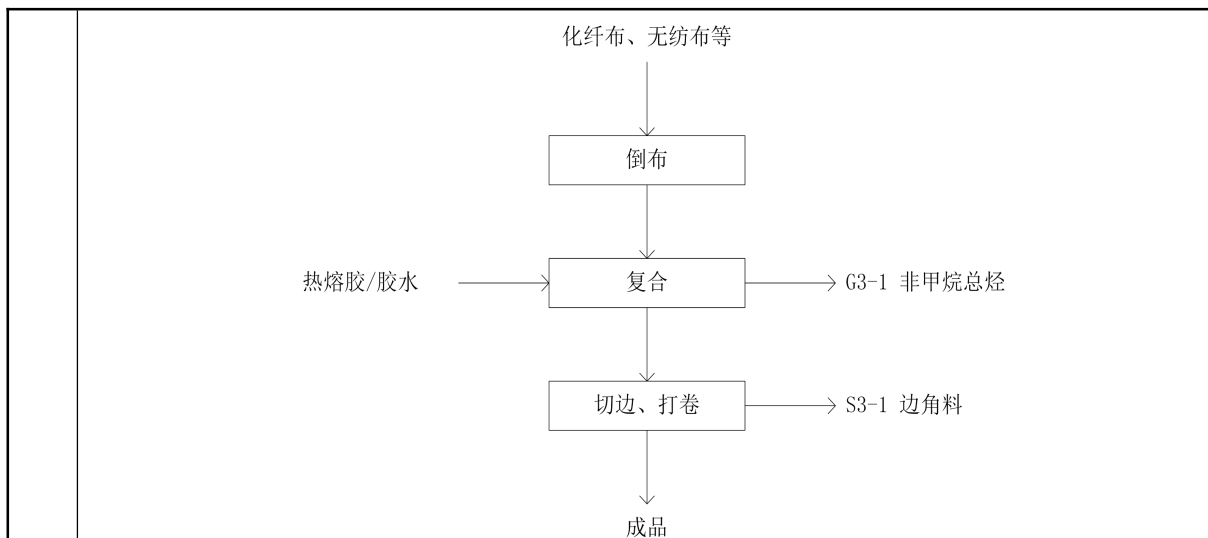 化纤布、无纺布等
倒布
热熔胶/胶水
复合
G3-1 非甲烷总烃
切边、打卷
S3-1 边角料
成品